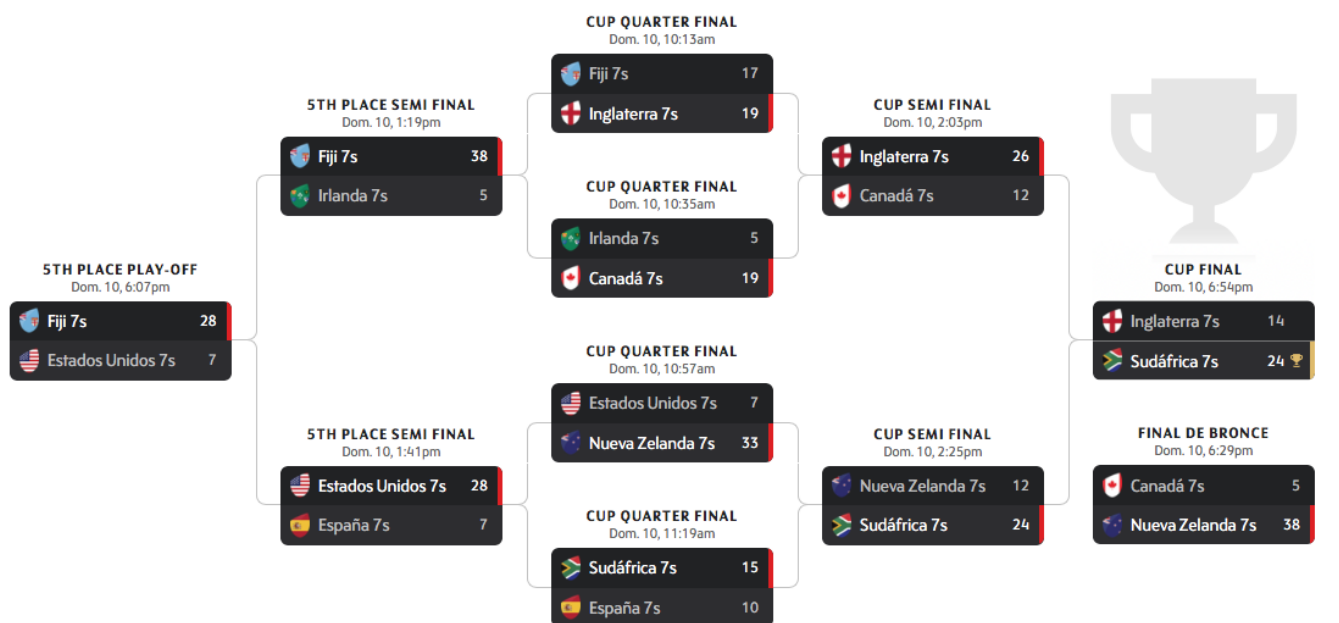 CUP QUARTER FINAL
Dom. 10, 10:13am
Fiji 7s 17
Inglaterra 7s 19
5TH PLACE SEMI FINAL
Dom. 10, 1:19pm
Fiji 7s 38
Irlanda 7s 5
CUP SEMI FINAL
Dom. 10, 2:03pm
Inglaterra 7s 26
Canadá 7s 12
CUP QUARTER FINAL
Dom. 10, 10:35am
Irlanda 7s 5
Canadá 7s 19
5TH PLACE PLAY-OFF
Dom. 10, 6:07pm
Fiji 7s 28
Estados Unidos 7s 7
CUP FINAL
Dom. 10, 6:54pm
Inglaterra 7s 14
Sudáfrica 7s 24
CUP QUARTER FINAL
Dom. 10, 10:57am
Estados Unidos 7s 7
Nueva Zelanda 7s 33
5TH PLACE SEMI FINAL
Dom. 10, 1:41pm
Estados Unidos 7s 28
España 7s 7
CUP SEMI FINAL
Dom. 10, 2:25pm
Nueva Zelanda 7s 12
Sudáfrica 7s 24
FINAL DE BRONCE
Dom. 10, 6:29pm
Canadá 7s 5
Nueva Zelanda 7s 38
CUP QUARTER FINAL
Dom. 10, 11:19am
Sudáfrica 7s 15
España 7s 10